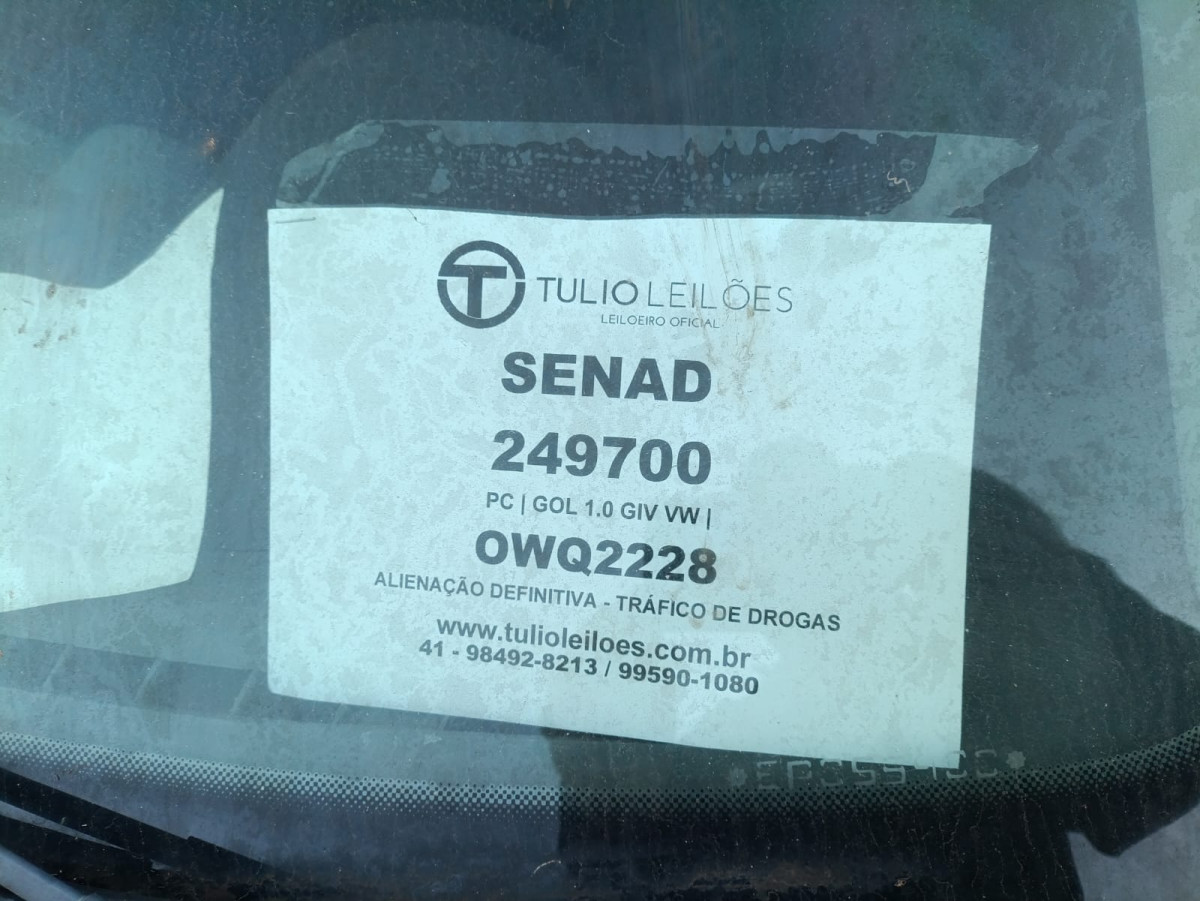 TULIO LEILÕES
LEILOEIRO OFICIAL
SENAD
249700
PC | GOL 1.0 GIV VW |
OWQ2228
ALIENAÇÃO DEFINITIVA - TRÁFICO DE DROGAS
www.tulioleiloes.com.br
41 - 98492-8213 / 99590-1080